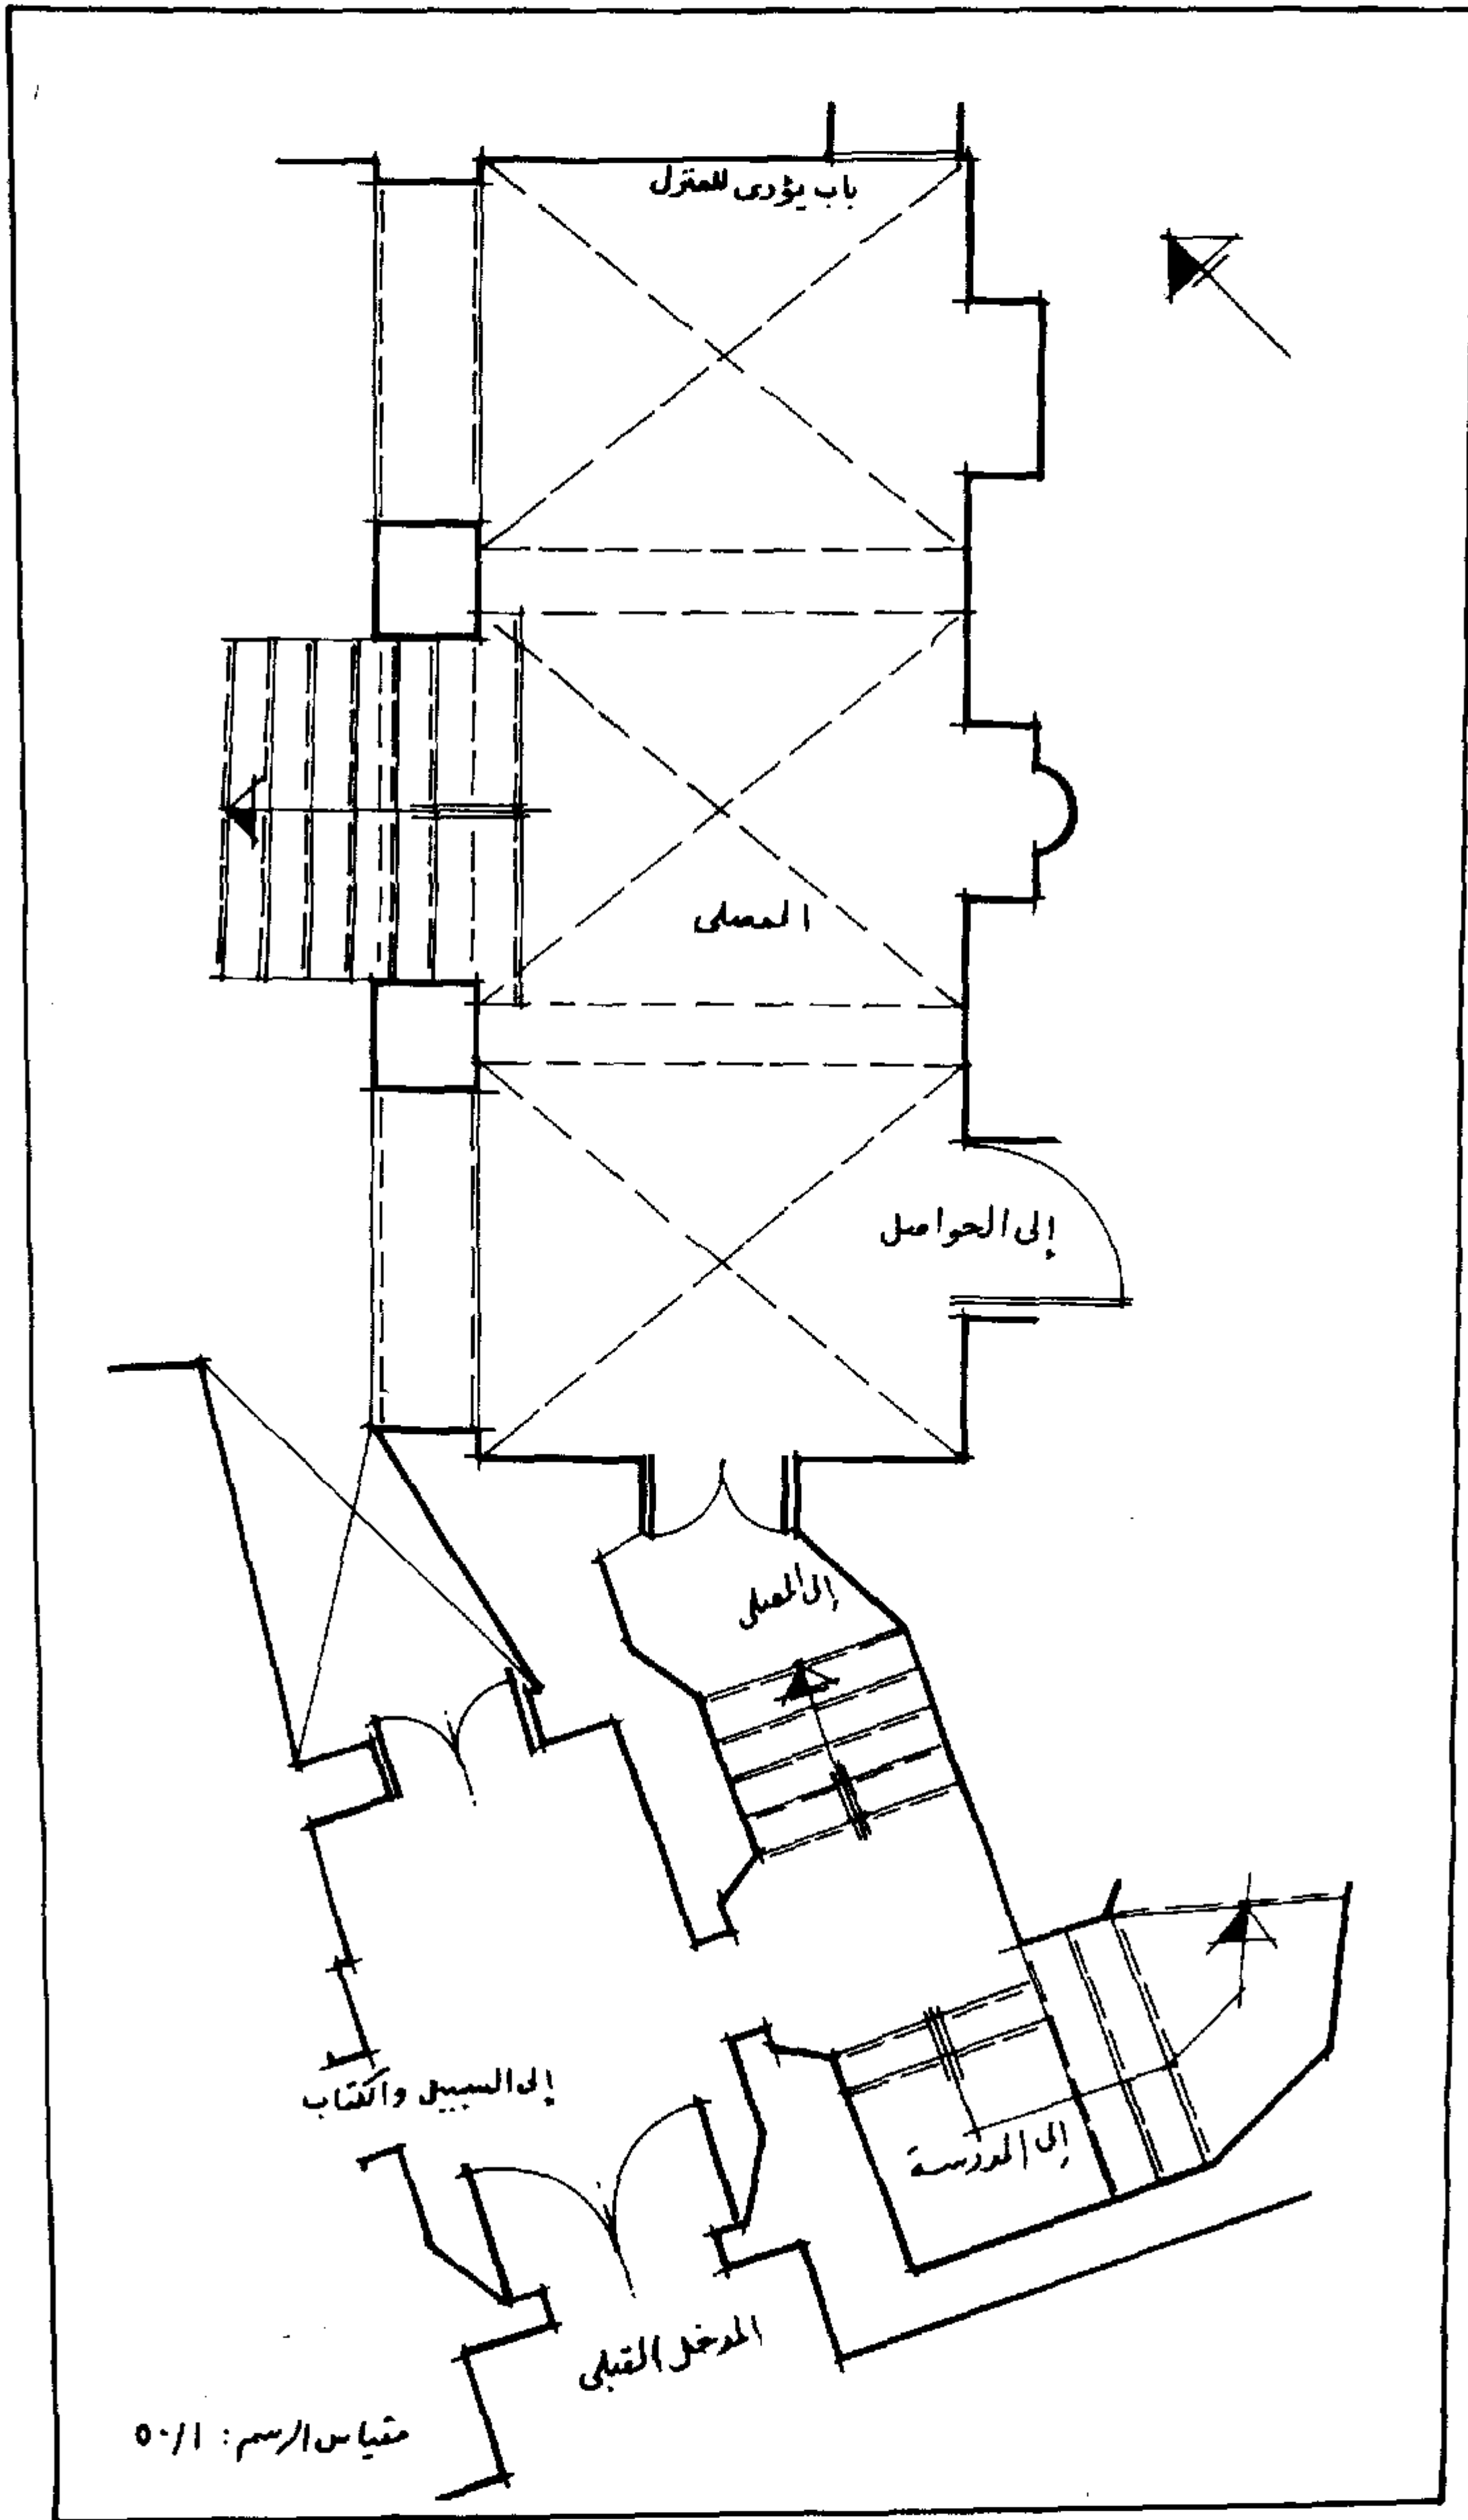 باب يؤدى للمنزل
المصلى
إلى الحواصل
إلى المصلى
إلى السبيل والكتاب
إلى المدرسة
المدخل القبلى
مقياس الرسم: ٥٠/١